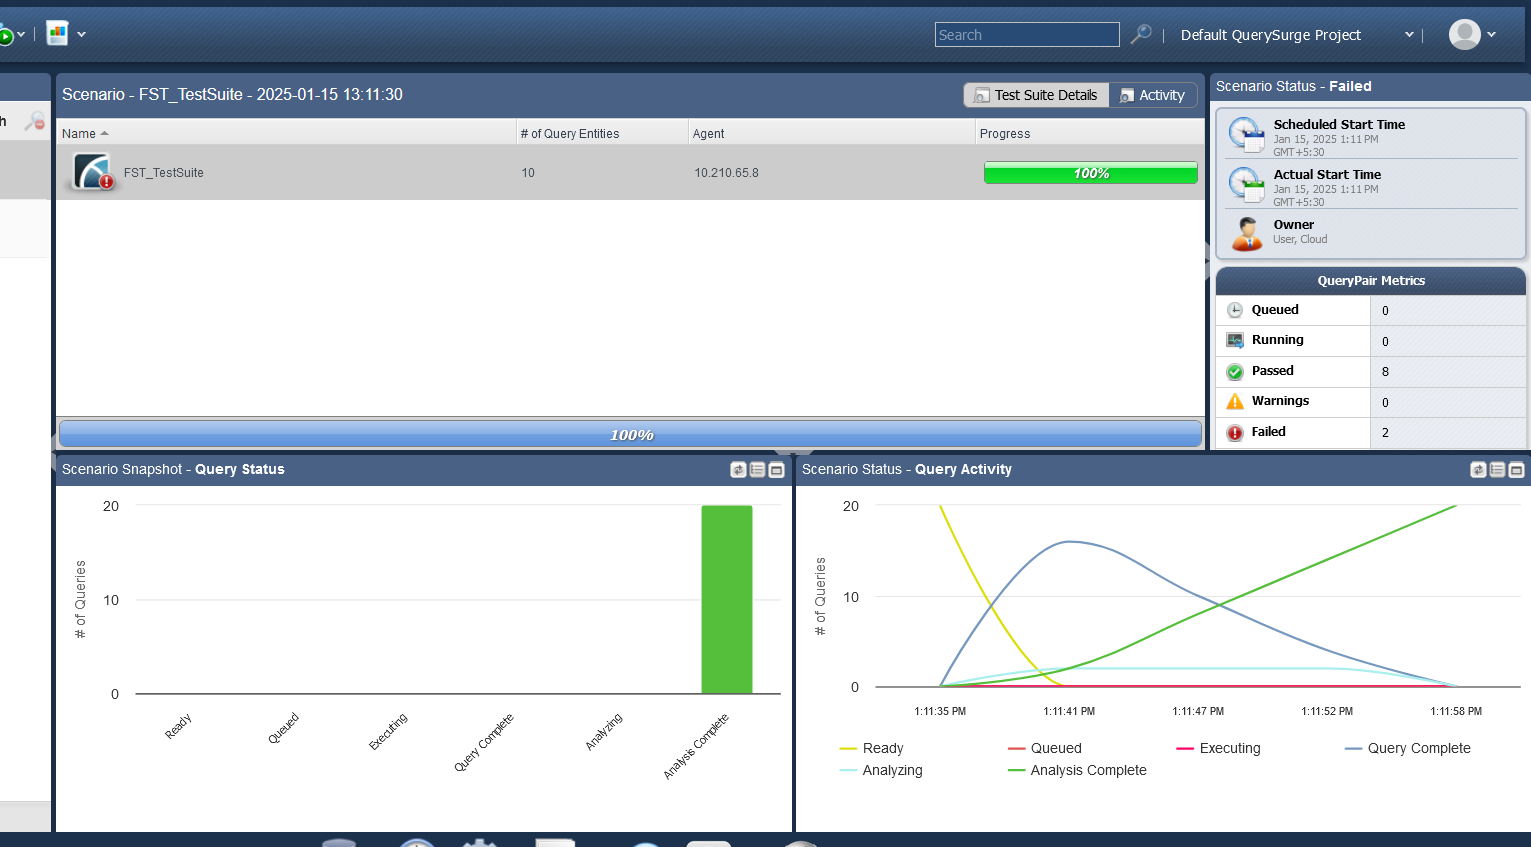 Search
Default QuerySurge Project
h
Scenario - FST_TestSuite - 2025-01-15 13:11:30
Test Suite Details
Activity
Name
# of Query Entities
Agent
Progress
FST_TestSuite
10
10.210.65.8
100%
100%
Scenario Status - Failed
Scheduled Start Time
Jan 15, 2025 1:11 PM
GMT+5:30
Actual Start Time
Jan 15, 2025 1:11 PM
GMT+5:30
Owner
User, Cloud
QueryPair Metrics
Queued 0
Running 0
Passed 8
Warnings 0
Failed 2
Scenario Snapshot - Query Status
20
10
0
# of Queries
Ready
Queued
Executing
Query Complete
Analyzing
Analysis Complete
Scenario Status - Query Activity
20
10
0
# of Queries
1:11:35 PM
1:11:41 PM
1:11:47 PM
1:11:52 PM
1:11:58 PM
Ready
Queued
Executing
Query Complete
Analyzing
Analysis Complete